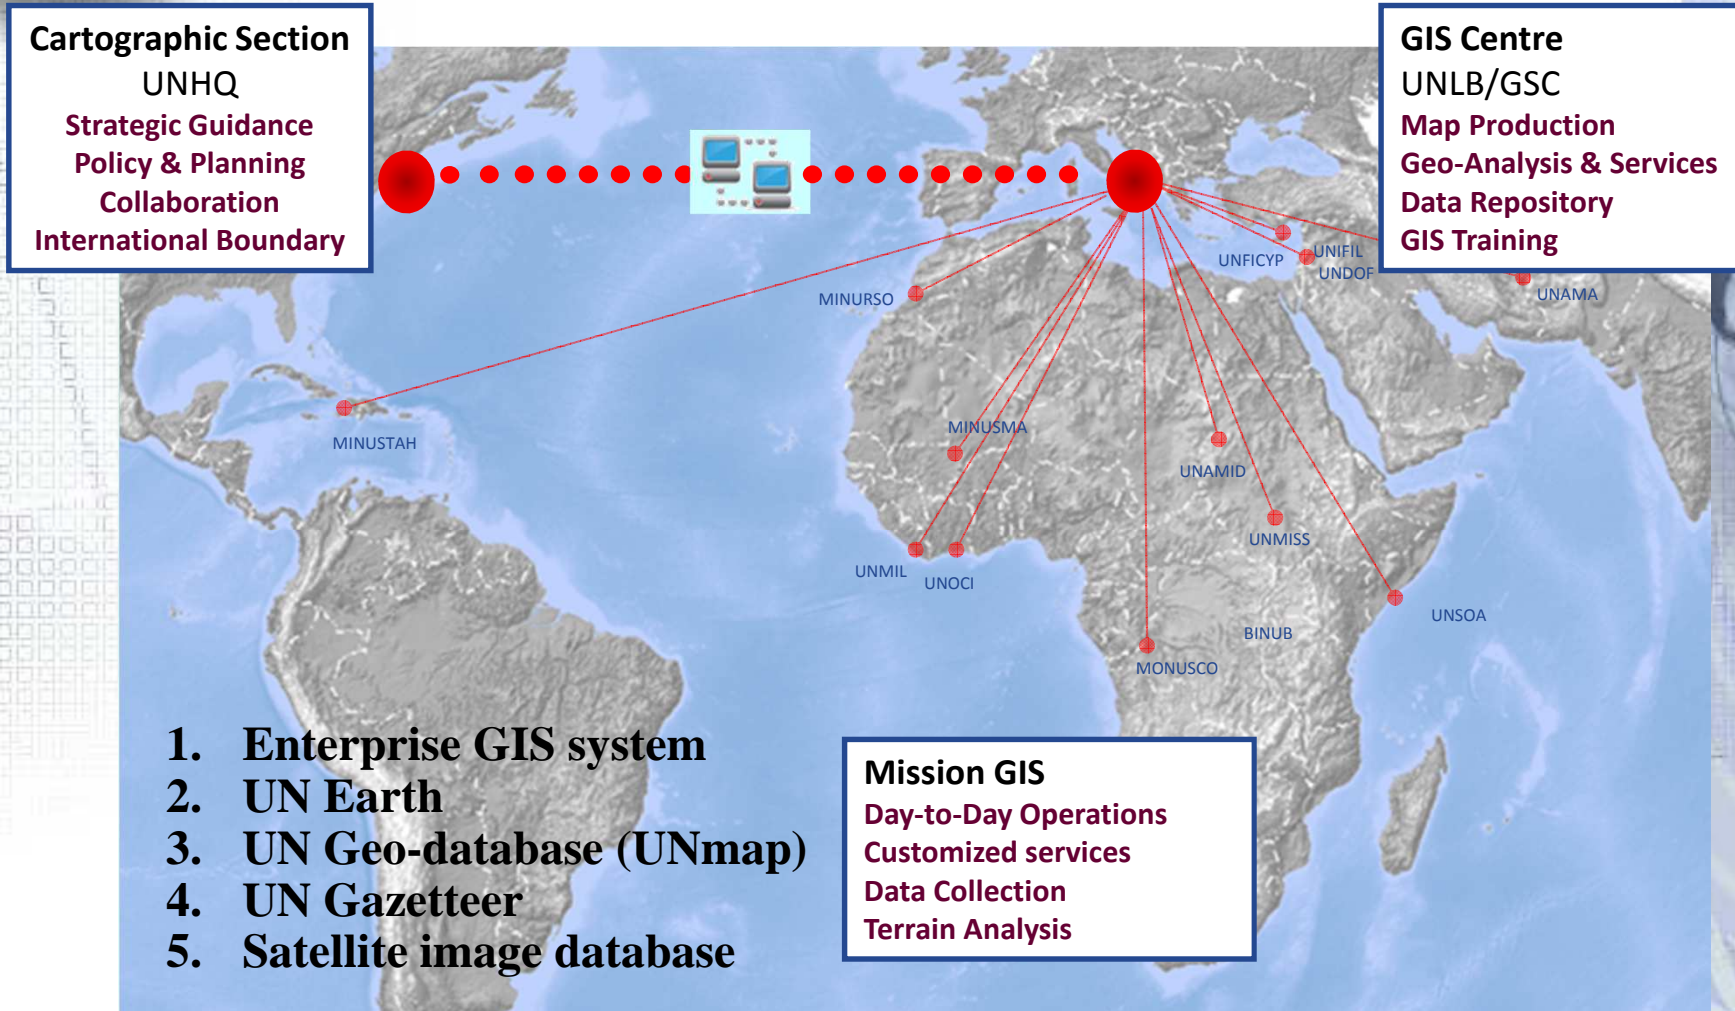 Cartographic Section
UNHQ
Strategic Guidance
Policy & Planning
Collaboration
International Boundary
GIS Centre
UNLB/GSC
Map Production
Geo-Analysis & Services
Data Repository
GIS Training
UNFICYP
UNIFIL
UNDOF
UNAMA
MINURSO
MINUSTAH
MINUSMA
UNAMID
UNMISS
UNMIL
UNOCI
UNSOA
BINUB
MONUSCO
1. Enterprise GIS system
2. UN Earth
3. UN Geo-database (UNmap)
4. UN Gazetteer
5. Satellite image database
Mission GIS
Day-to-Day Operations
Customized services
Data Collection
Terrain Analysis